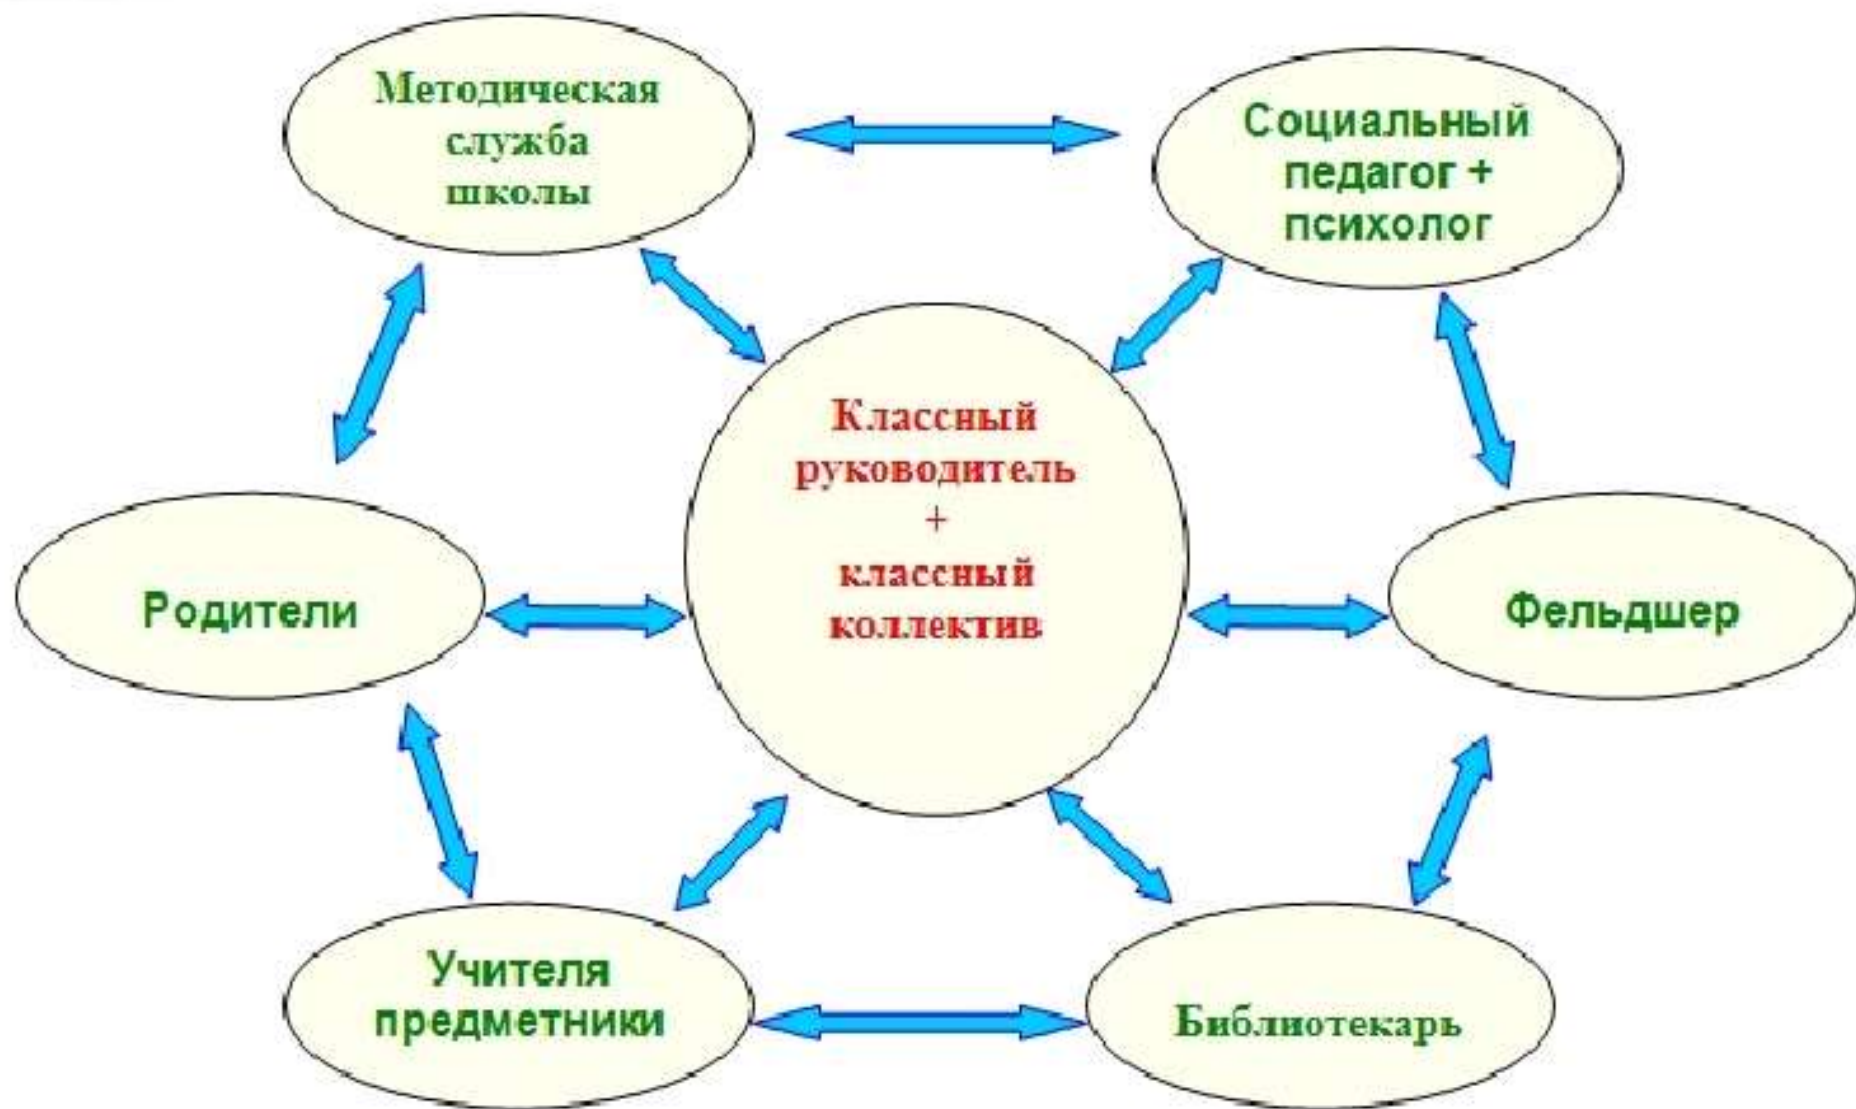 Методическая
служба
школы
Социальный
педагог +
психолог
Классный
руководитель
+
классный
коллектив
Родители
Фельдшер
Учителя
предметники
Библиотекарь